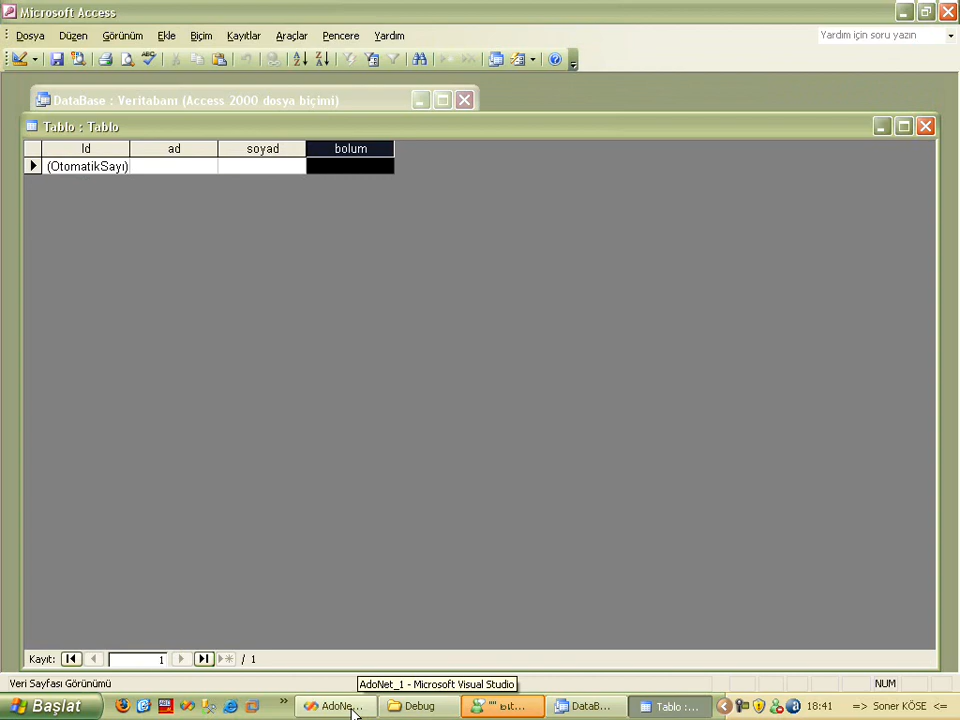 Microsoft Access
Dosya Düzen Görünüm Ekle Biçim Kayıtlar Araçlar Pencere Yardım
Yardım için soru yazın
DataBase : Veritabanı (Access 2000 dosya biçimi)
Tablo : Tablo
Id ad soyad bolum
(OtomatikSayı)
Kayıt: 1 / 1
Veri Sayfası Görünümü
NUM
AdoNet_1 - Microsoft Visual Studio
Başlat
AdoNe...
Debug
DataB...
Tablo :...
18:41
=> Soner KÖSE <=